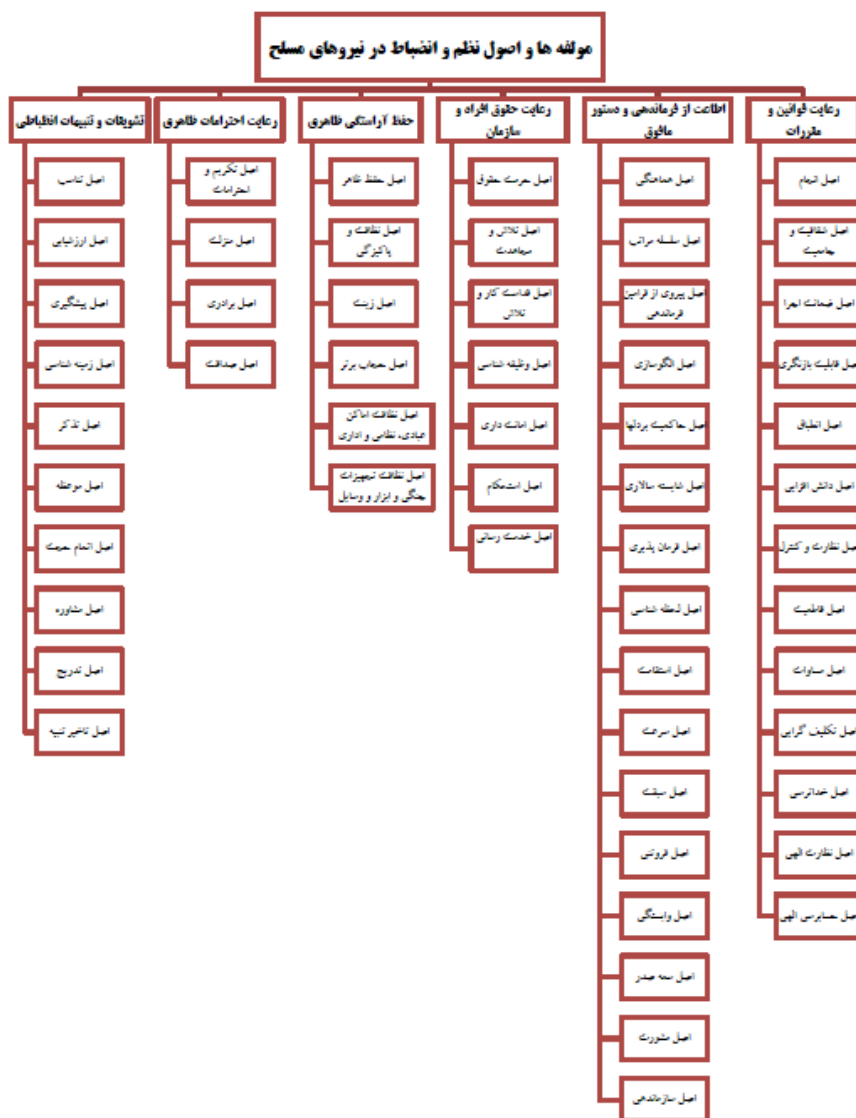 مولفه ها و اصول نظم و انضباط در نیروهای مسلح
رعایت قوانین و
مقررات
اصل انجام
اصل شفافیت و
جامعیت
اصل ضمانت اجرا
اصل قابلیت بازنگری
اصل انطباق
اصل دانش افزایی
اصل نظارت و کنترل
اصل قاطعیت
اصل مساوات
اصل تکلیف گرایی
اصل خداترسی
اصل نظارت الهی
اصل حسابرسی الهی
اطاعت از فرماندهی و دستور
مافوق
اصل هماهنگی
اصل سلسله مراتب
اصل پیروی از فرامین
فرماندهی
اصل الگوسازی
اصل حاکمیت بردلها
اصل شایسته سالاری
اصل فرمان پذیری
اصل لحظه شناسی
اصل استقامت
اصل سرعت
اصل سبقت
اصل فروتنی
اصل وابستگی
اصل سعه صدر
اصل مشورت
اصل سازماندهی
رعایت حقوق افراد و
سازمان
اصل حرمت حقوق
اصل تلاش و
مجاهدت
اصل قداست کار و
تلاش
اصل وظیفه شناسی
اصل امانت داری
اصل استحکام
اصل خدمت رسانی
حفظ آراستگی ظاهری
اصل حفظ ظاهر
اصل نظافت و
پاکیزگی
اصل زینت
اصل حجاب برتر
اصل نظافت اماکن
عبادی، نظامی و اداری
اصل نظافت تجهیزات
جنگی و ابزار و وسایل
رعایت احترامات ظاهری
اصل تکریم و
احترامات
اصل منزلت
اصل برادری
اصل صداقت
تشویقات و تنبیهات انظباطی
اصل تناسب
اصل ارزشیابی
اصل پیشگیری
اصل زمینه شناسی
اصل تذکر
اصل موعظه
اصل اتمام حجت
اصل مشاوره
اصل تدریج
اصل تاخیر تنبیه